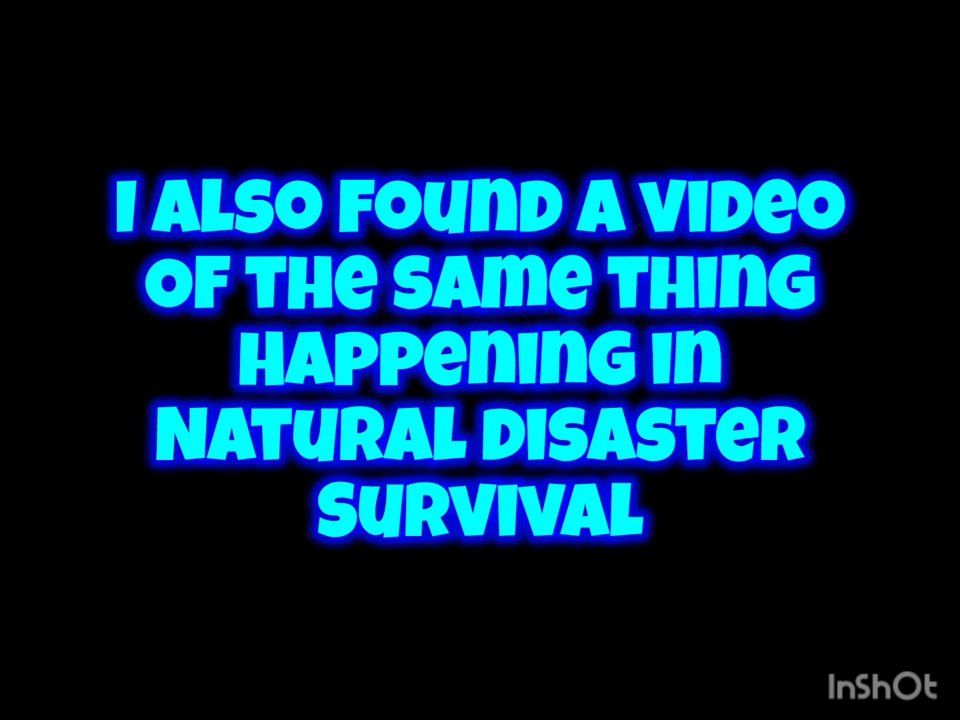 I ALSO FOUND A VIDEO
OF THE SAME THING
HAPPENING IN
NATURAL DISASTER
SURVIVAL
InShOt